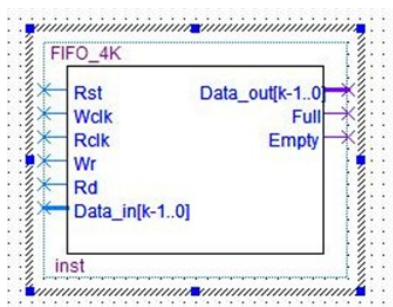 FIFO_4K
Rst Data_out[k-1..0]
Wclk Full
Rclk Empty
Wr
Rd
Data_in[k-1..0]
inst